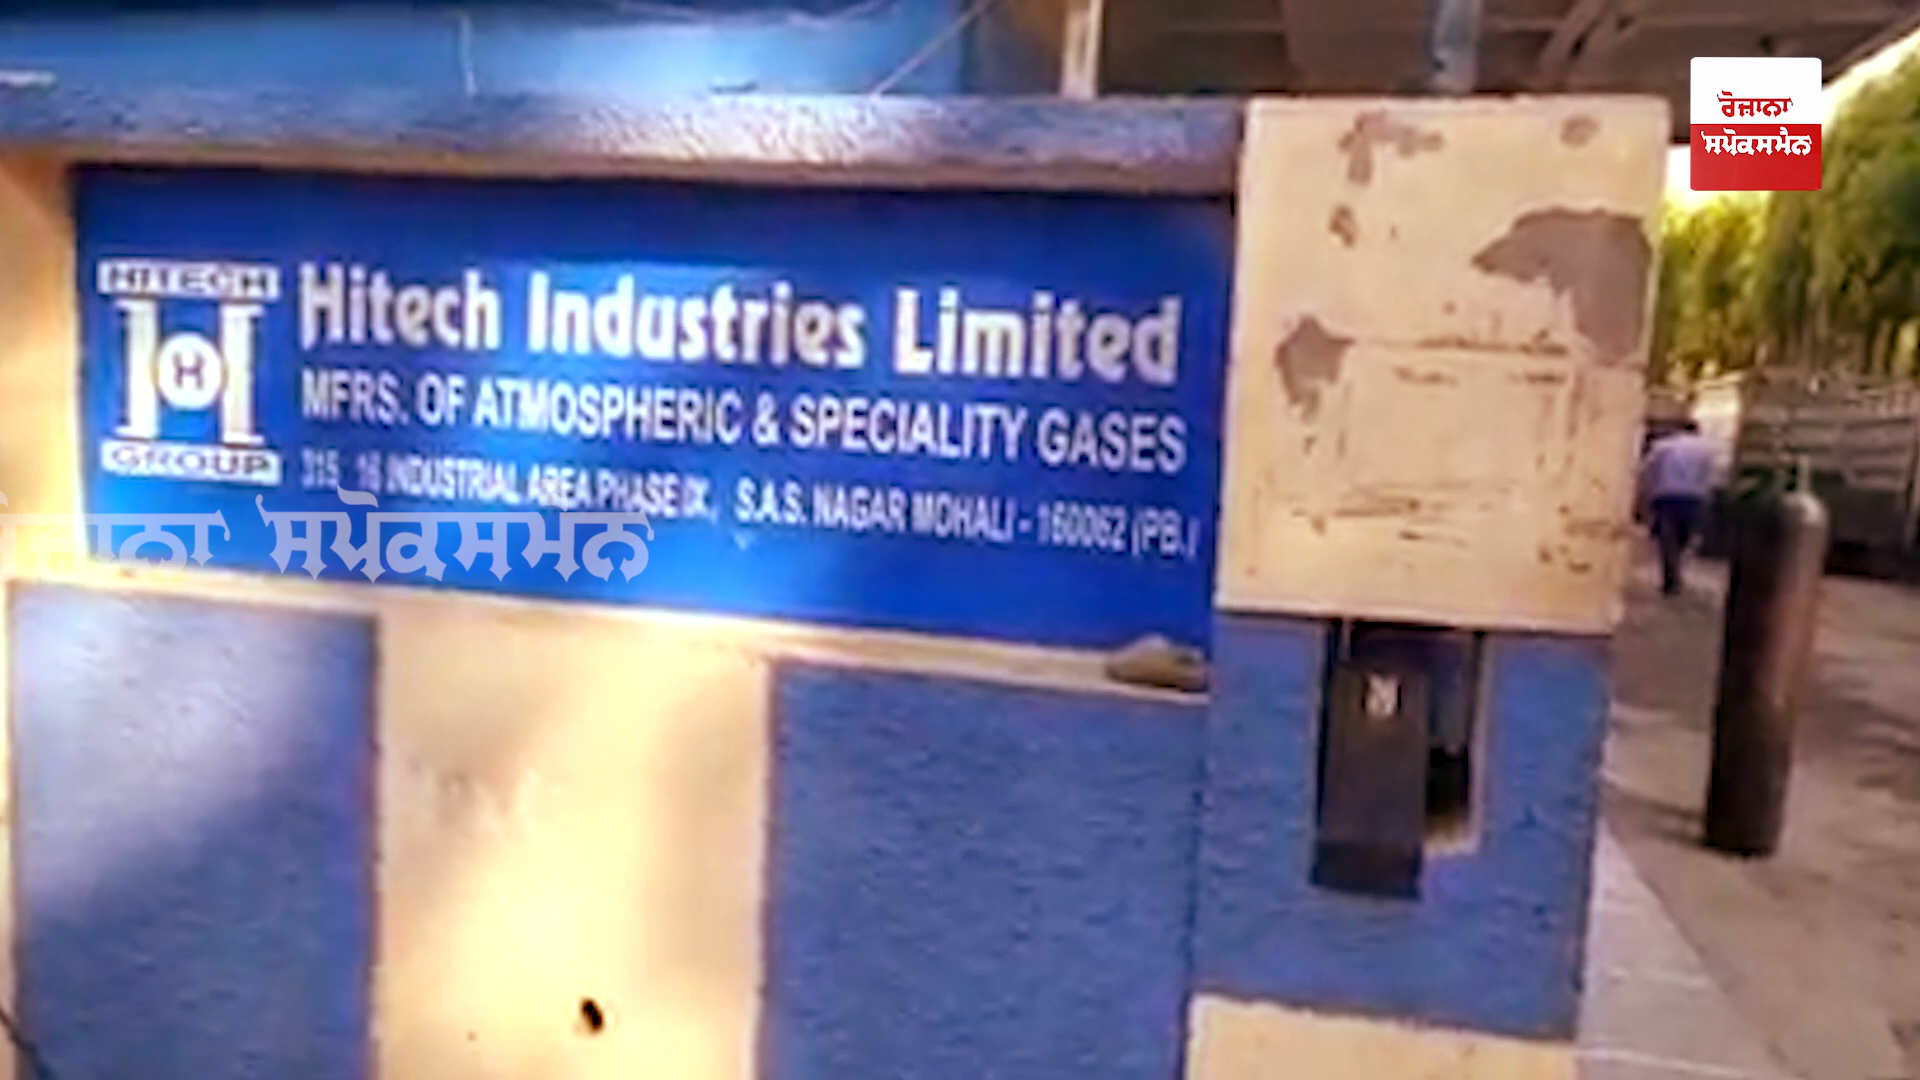 ਰੋਜ਼ਾਨਾ
ਸਪੋਕਸਮੈਨ
HITECH
H
GROUP
Hitech Industries Limited
MFRS. OF ATMOSPHERIC & SPECIALITY GASES
315, 16 INDUSTRIAL AREA PHASE IX, S.A.S. NAGAR MOHALI - 160062 (PB.)
ਰੋਜ਼ਾਨਾ ਸਪੋਕਸਮੈਨ